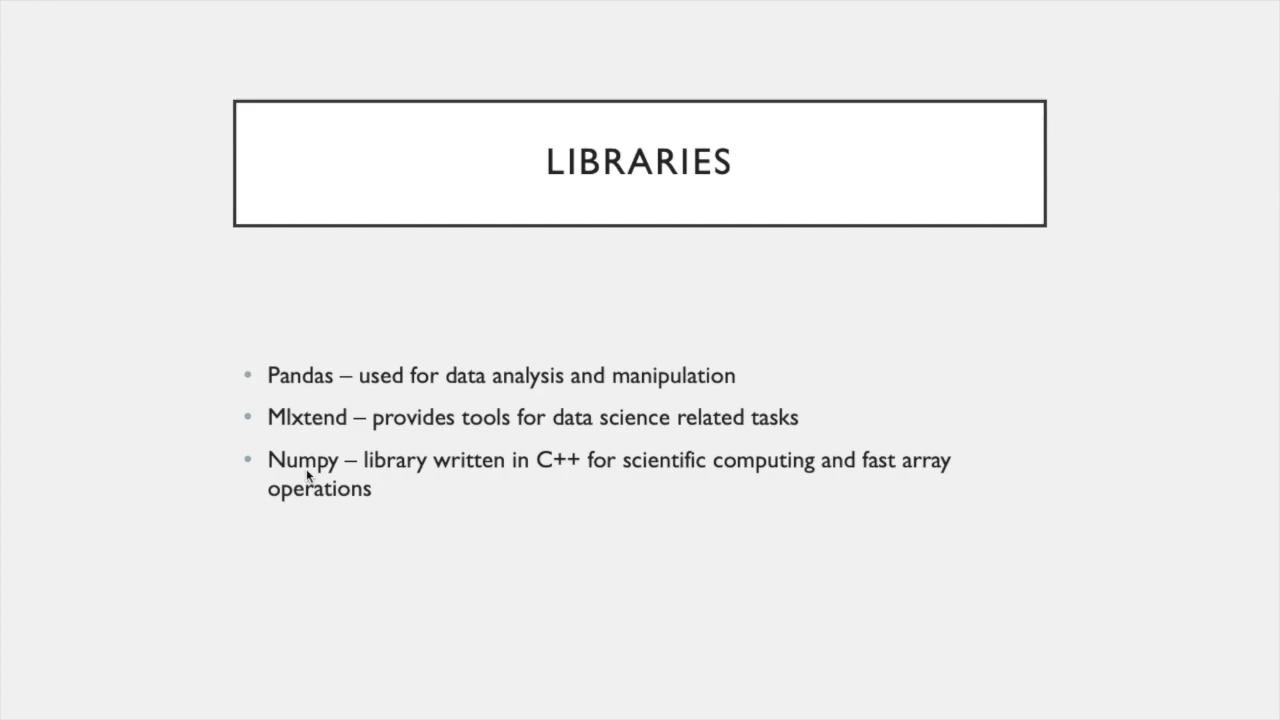 LIBRARIES
• Pandas – used for data analysis and manipulation
• Mlxtend – provides tools for data science related tasks
• Numpy – library written in C++ for scientific computing and fast array
operations